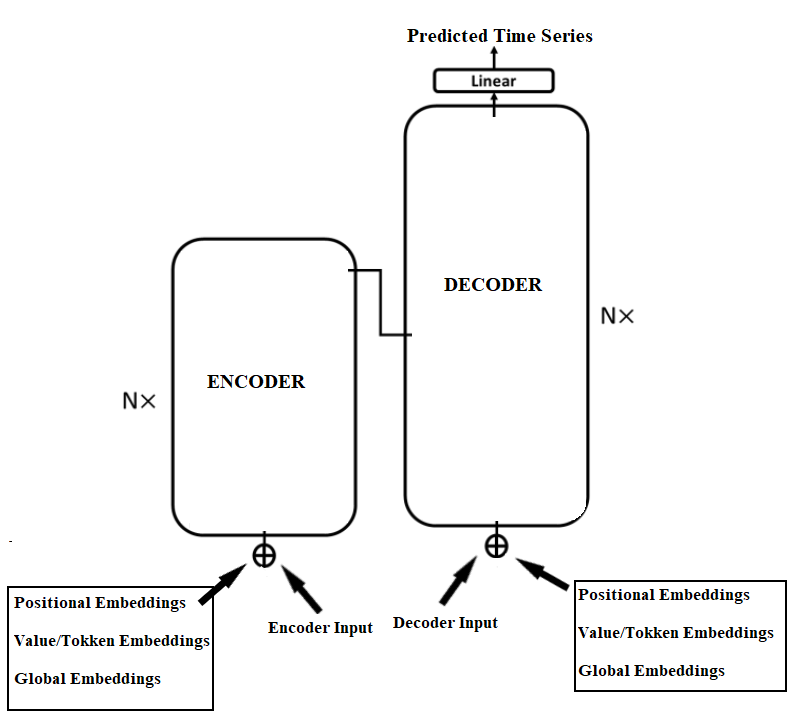 Predicted Time Series
Linear
DECODER
N×
ENCODER
N×
Positional Embeddings
Value/Tokken Embeddings
Global Embeddings
Encoder Input
Decoder Input
Positional Embeddings
Value/Tokken Embeddings
Global Embeddings